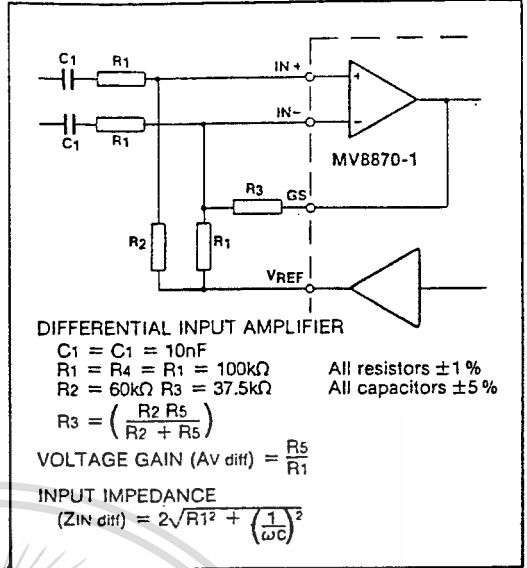 C1 R1 IN +
+
IN-
−
C1 R1
MV8870-1
R3 GS
R2 R1
VREF
DIFFERENTIAL INPUT AMPLIFIER
C1 = C1 = 10nF
R1 = R4 = R1 = 100kΩ All resistors ±1%
R2 = 60kΩ R3 = 37.5kΩ All capacitors ±5%
R3 = ( R2 R5 / R2 + R5 )
VOLTAGE GAIN (Av diff) = R5 / R1
INPUT IMPEDANCE
(ZIN diff) = 2√R1² + (1 / ωC)²